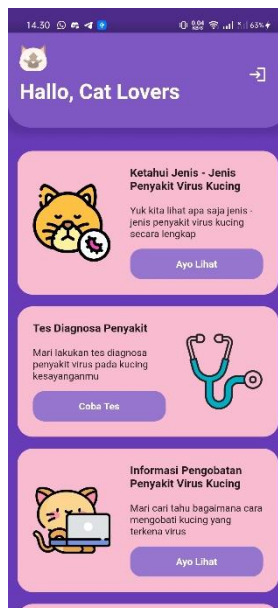 14.30
63%
Hallo, Cat Lovers
Ketahui Jenis - Jenis
Penyakit Virus Kucing
Yuk kita lihat apa saja jenis -
jenis penyakit virus kucing
secara lengkap
Ayo Lihat
Tes Diagnosa Penyakit
Mari lakukan tes diagnosa
penyakit virus pada kucing
kesayanganmu
Coba Tes
Informasi Pengobatan
Penyakit Virus Kucing
Mari cari tahu bagaimana cara
mengobati kucing yang
terkena virus
Ayo Lihat